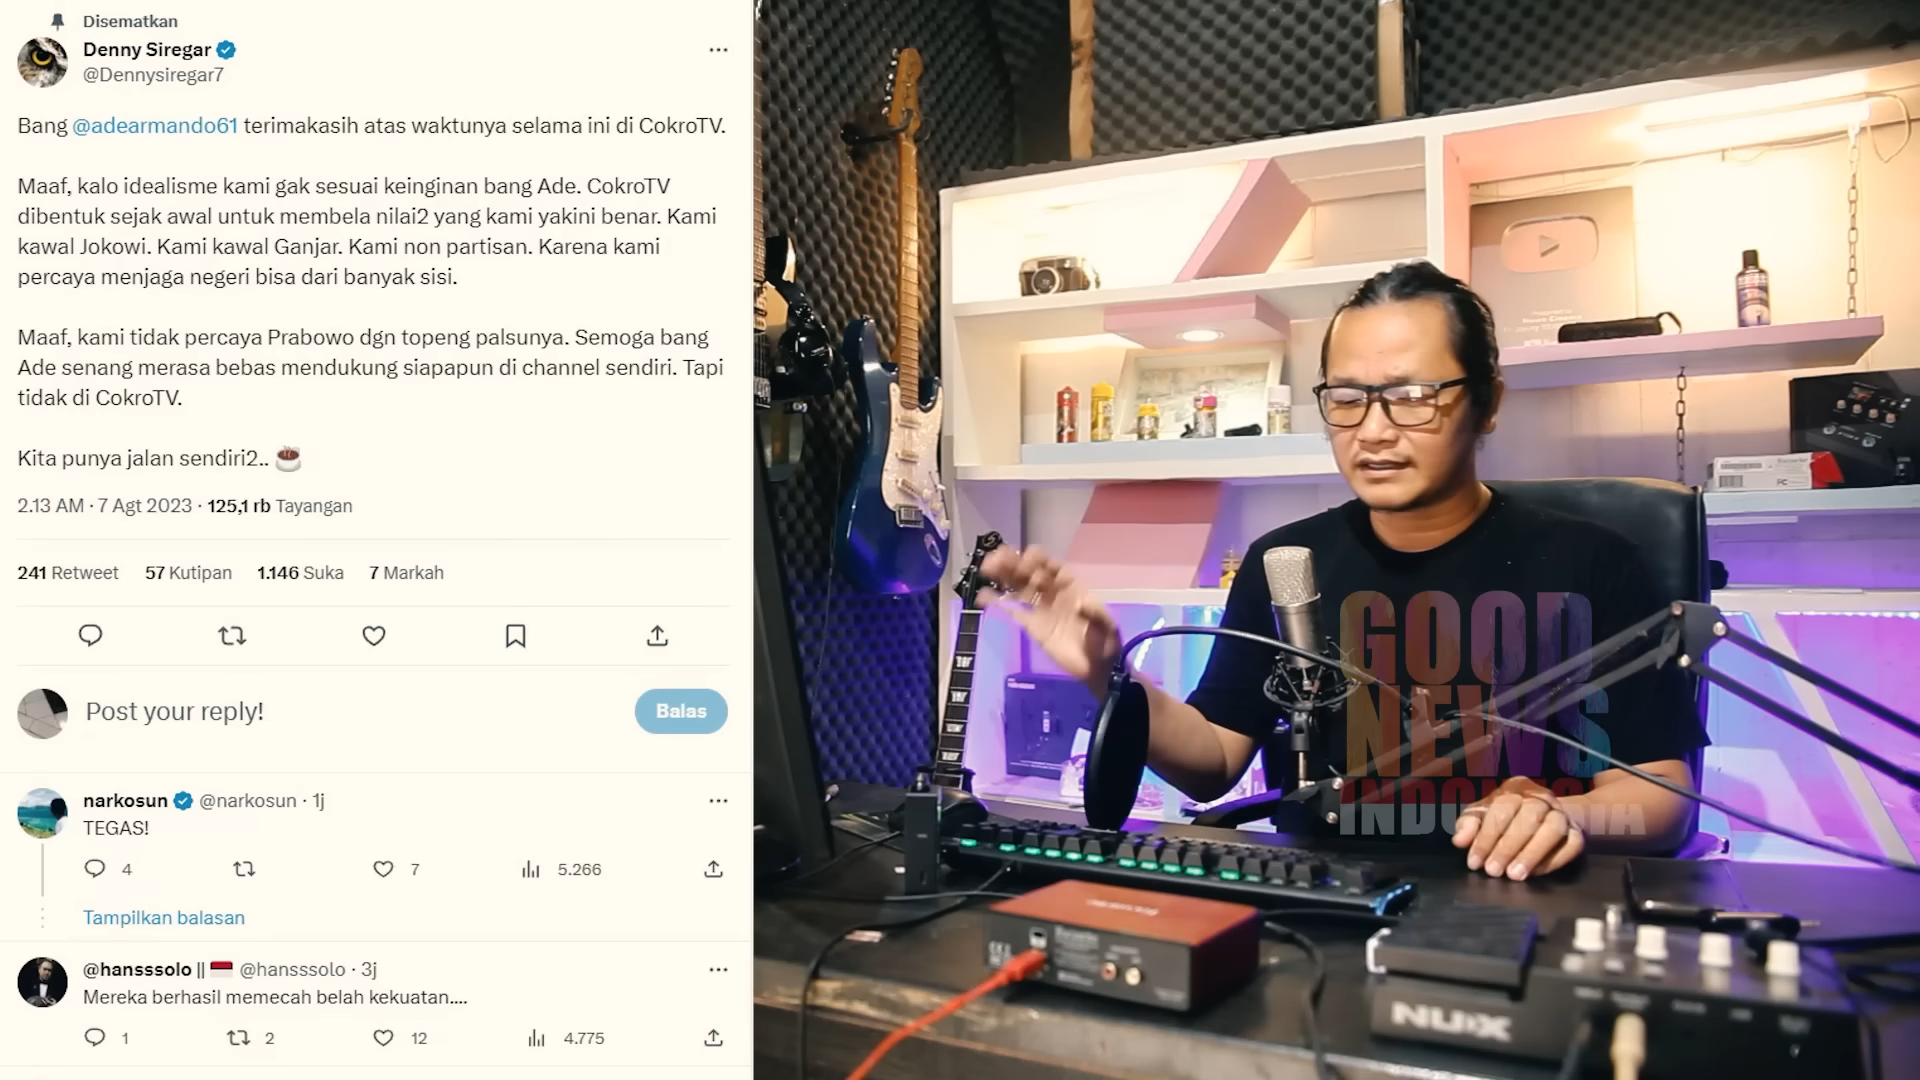 Disematkan
Denny Siregar
@Dennysiregar7
Bang @adearmando61 terimakasih atas waktunya selama ini di CokroTV.
Maaf, kalo idealisme kami gak sesuai keinginan bang Ade. CokroTV
dibentuk sejak awal untuk membela nilai2 yang kami yakini benar. Kami
kawal Jokowi. Kami kawal Ganjar. Kami non partisan. Karena kami
percaya menjaga negeri bisa dari banyak sisi.
Maaf, kami tidak percaya Prabowo dgn topeng palsunya. Semoga bang
Ade senang merasa bebas mendukung siapapun di channel sendiri. Tapi
tidak di CokroTV.
Kita punya jalan sendiri2.. ☕
2.13 AM · 7 Agt 2023 · 125,1 rb Tayangan
241 Retweet 57 Kutipan 1.146 Suka 7 Markah
Post your reply!
Balas
narkosun @narkosun · 1j
TEGAS!
4 7 5.266
Tampilkan balasan
@hansssolo || 🇮🇩 @hansssolo · 3j
Mereka berhasil memecah belah kekuatan....
1 2 12 4.775
GOOD
NEWS
INDONESIA
NUX